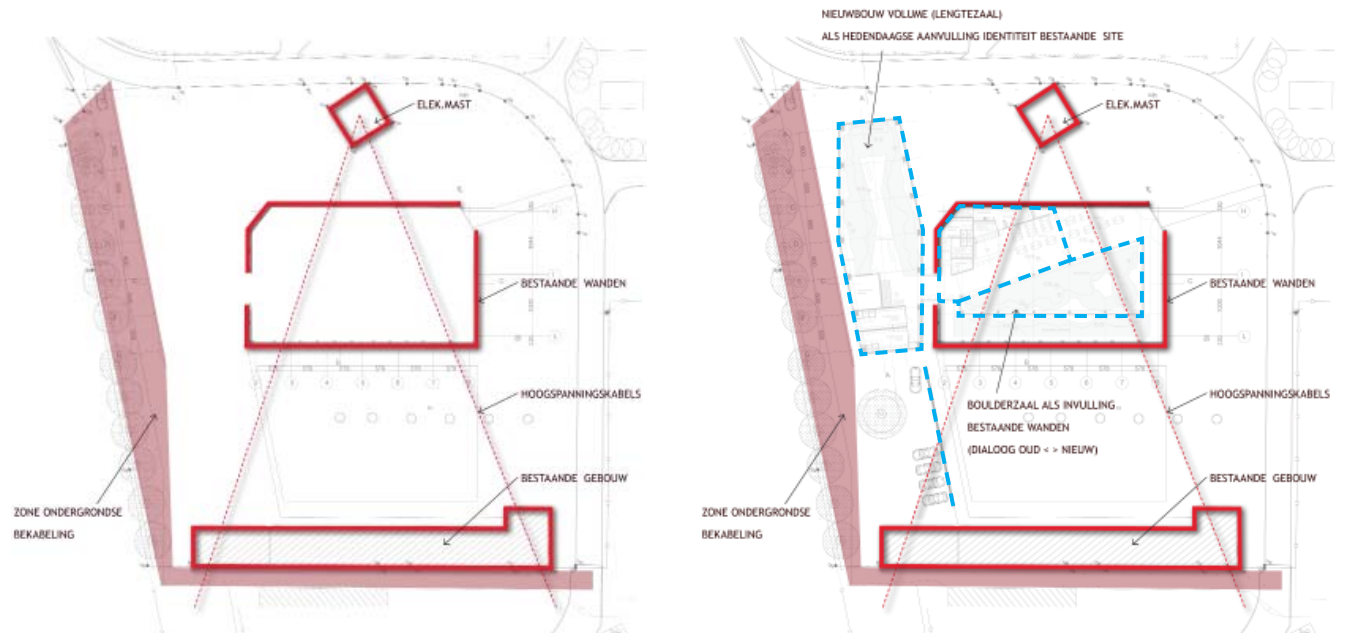 ELEK.MAST
BESTAANDE WANDEN
HOOGSPANNINGSKABELS
BESTAANDE GEBOUW
ZONE ONDERGRONDSE
BEKABELING
NIEUWBOUW VOLUME (LENGTEZAAL)
ALS HEDENDAAGSE AANVULLING IDENTITEIT BESTAANDE SITE
ELEK.MAST
BESTAANDE WANDEN
HOOGSPANNINGSKABELS
BOULDERZAAL ALS INVULLING
BESTAANDE WANDEN
(DIALOOG OUD < > NIEUW)
BESTAANDE GEBOUW
ZONE ONDERGRONDSE
BEKABELING